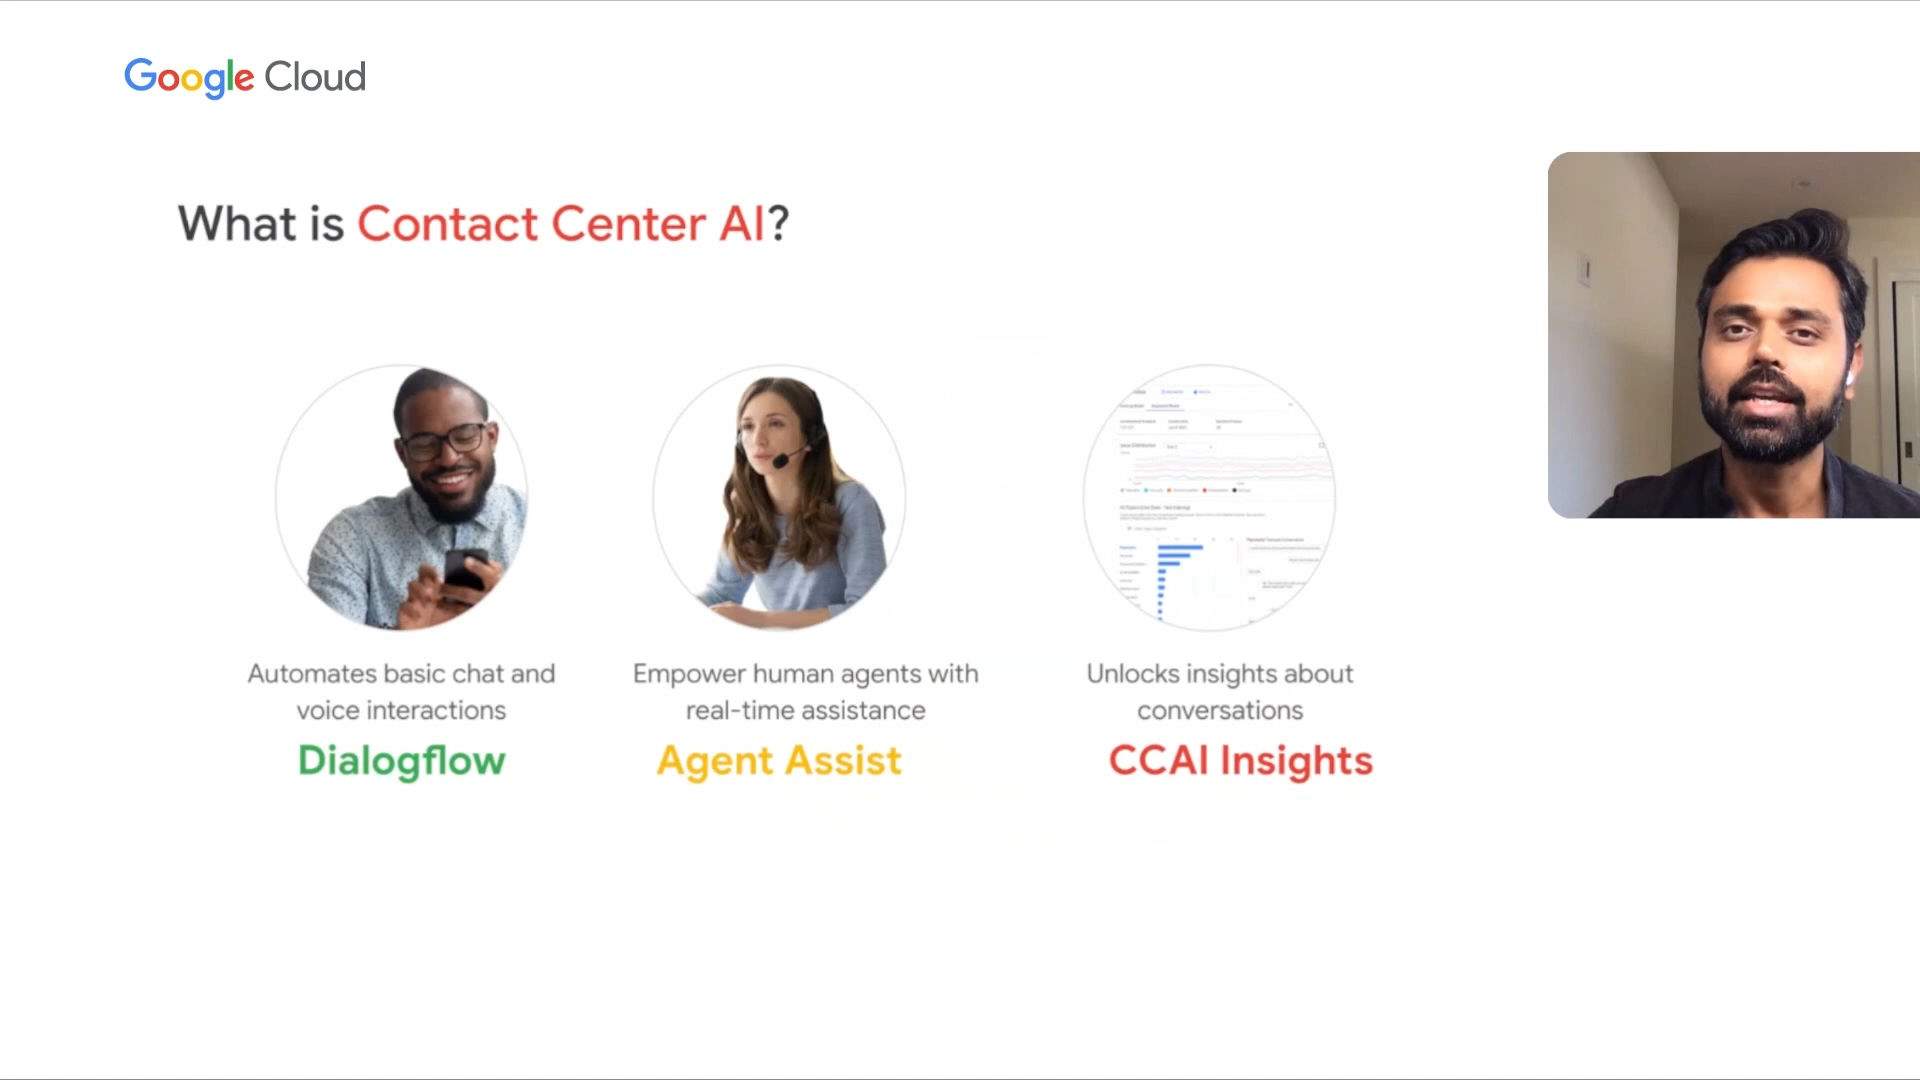 Google Cloud
What is Contact Center AI?
Automates basic chat and
voice interactions
Dialogflow
Empower human agents with
real-time assistance
Agent Assist
Unlocks insights about
conversations
CCAI Insights